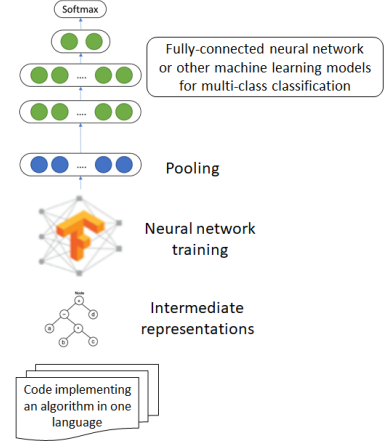 Softmax
Fully-connected neural network
or other machine learning models
for multi-class classification
....
....
....
Pooling
Neural network
training
Node
+
-
d
a
b
c
Intermediate
representations
Code implementing
an algorithm in one
language